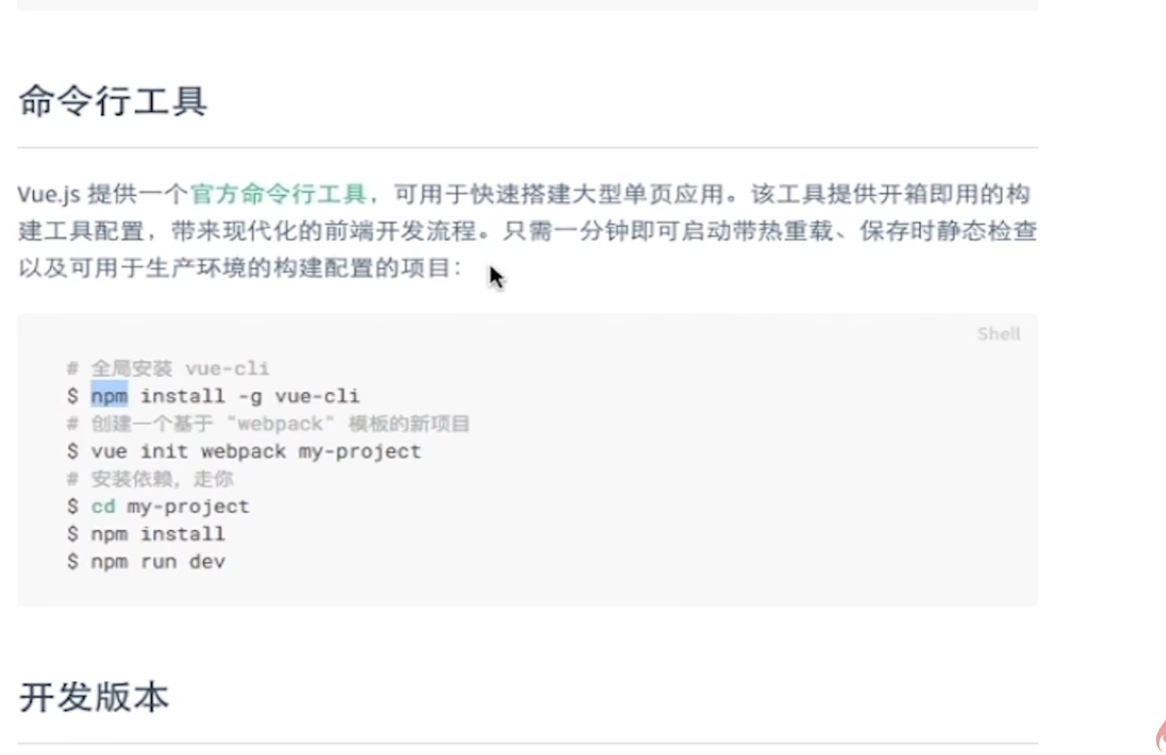 命令行工具
Vue.js 提供一个官方命令行工具，可用于快速搭建大型单页应用。该工具提供开箱即用的构
建工具配置，带来现代化的前端开发流程。只需一分钟即可启动带热重载、保存时静态检查
以及可用于生产环境的构建配置的项目：
Shell
# 全局安装 vue-cli
$ npm install -g vue-cli
# 创建一个基于 "webpack" 模板的新项目
$ vue init webpack my-project
# 安装依赖，走你
$ cd my-project
$ npm install
$ npm run dev
开发版本